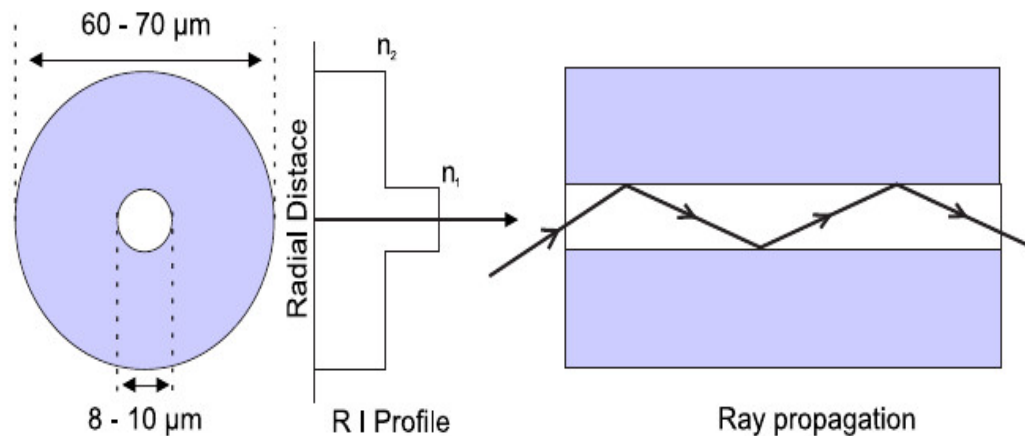 60 - 70 µm
n2
n1
Radial Distace
8 - 10 µm
R I Profile
Ray propagation